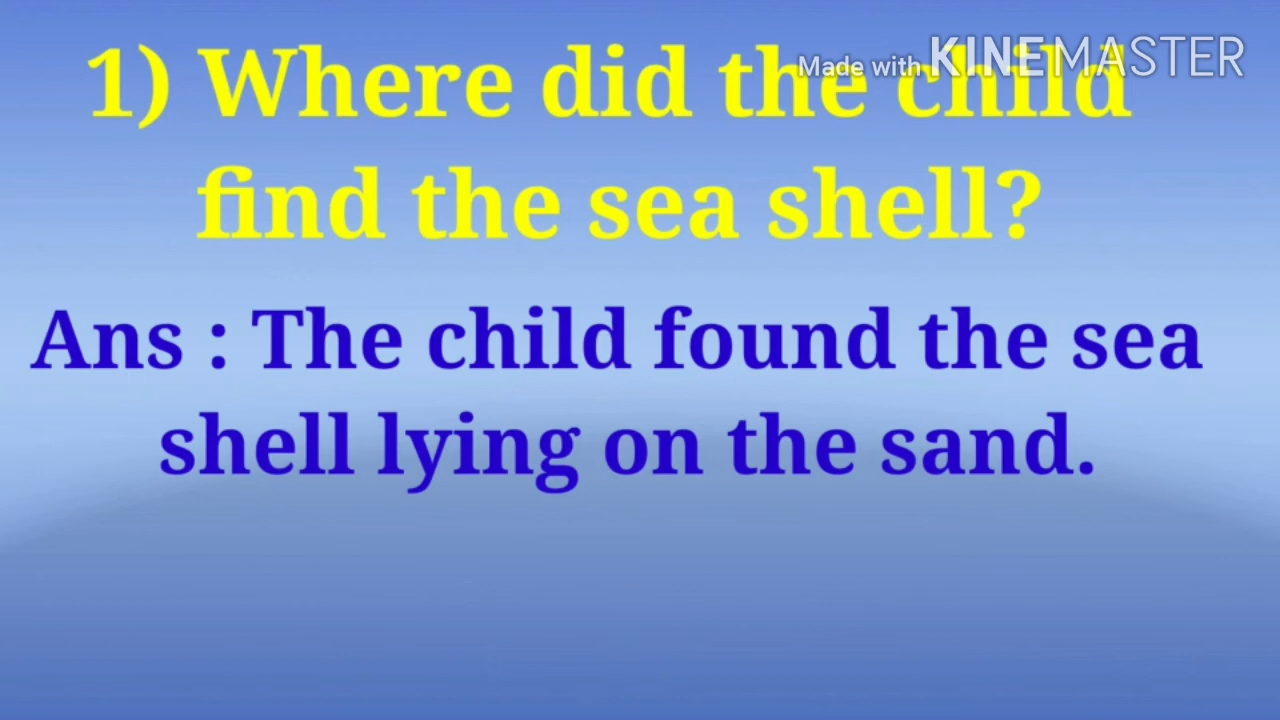 Made with KINEMASTER
1) Where did the child
find the sea shell?
Ans : The child found the sea
shell lying on the sand.